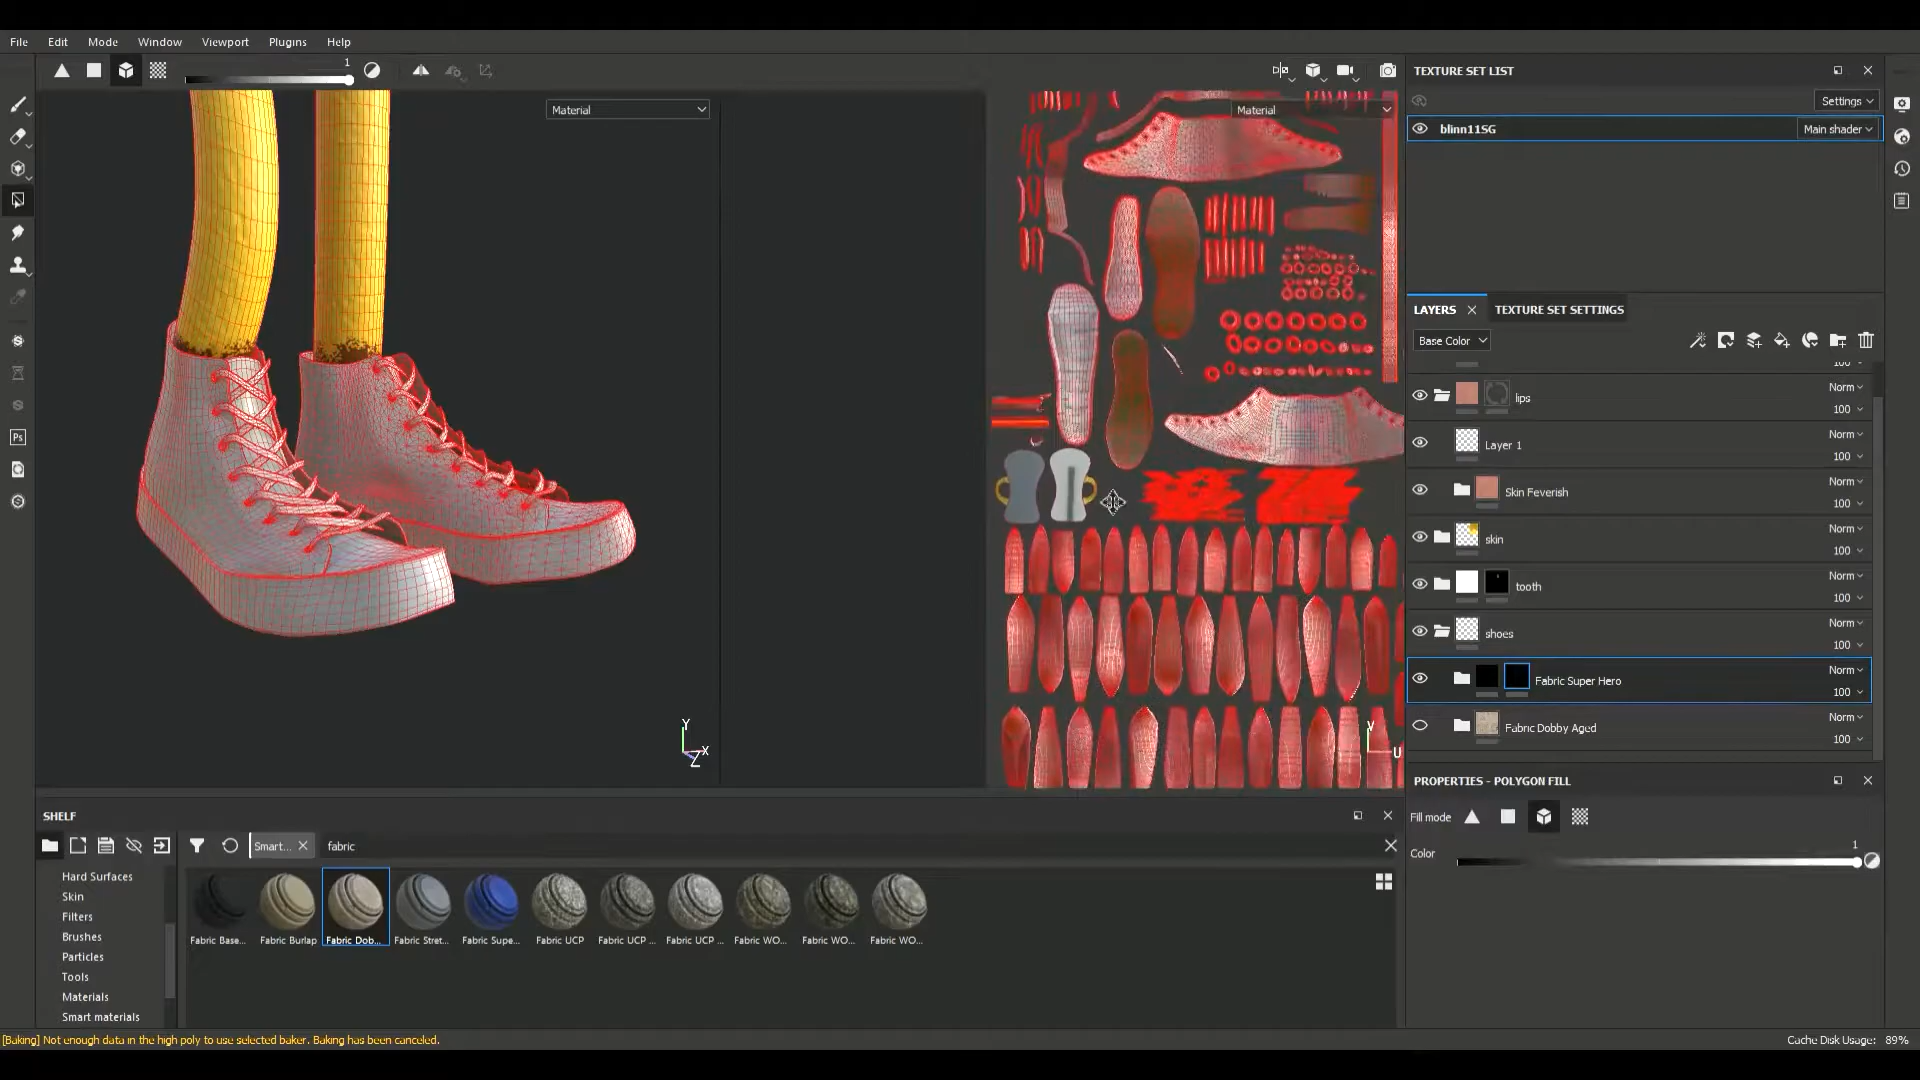 File Edit Mode Window Viewport Plugins Help
1
Material
Material
Y
X
Z
V
U
TEXTURE SET LIST
Settings
blinn11SG Main shader
LAYERS TEXTURE SET SETTINGS
Base Color
100
lips Norm 100
Layer 1 Norm 100
Skin Feverish Norm 100
skin Norm 100
tooth Norm 100
shoes Norm 100
Fabric Super Hero Norm 100
Fabric Dobby Aged Norm 100
PROPERTIES - POLYGON FILL
Fill mode
Color 1
Ps
SHELF
Smart... fabric
Hard Surfaces
Skin
Filters
Brushes
Particles
Tools
Materials
Smart materials
Fabric Base... Fabric Burlap Fabric Dob... Fabric Stret... Fabric Supe... Fabric UCP Fabric UCP ... Fabric UCP ... Fabric WO... Fabric WO... Fabric WO...
[Baking] Not enough data in the high poly to use selected baker. Baking has been canceled.
Cache Disk Usage: 89%